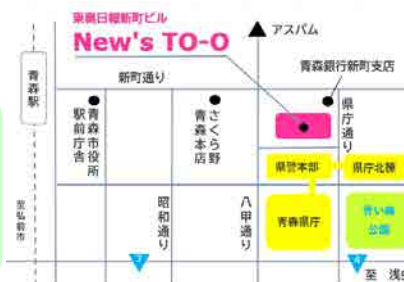 東奥日報新町ビル
New's TO-O
アスパム
青森銀行新町支店
新町通り
青森駅
青森市役所
駅前庁舎
さくら野
青森本店
県庁通り
県警本部
県庁北棟
至弘前市
昭和通り
八甲通り
青森県庁
青い森
公園
7
4
至 浅